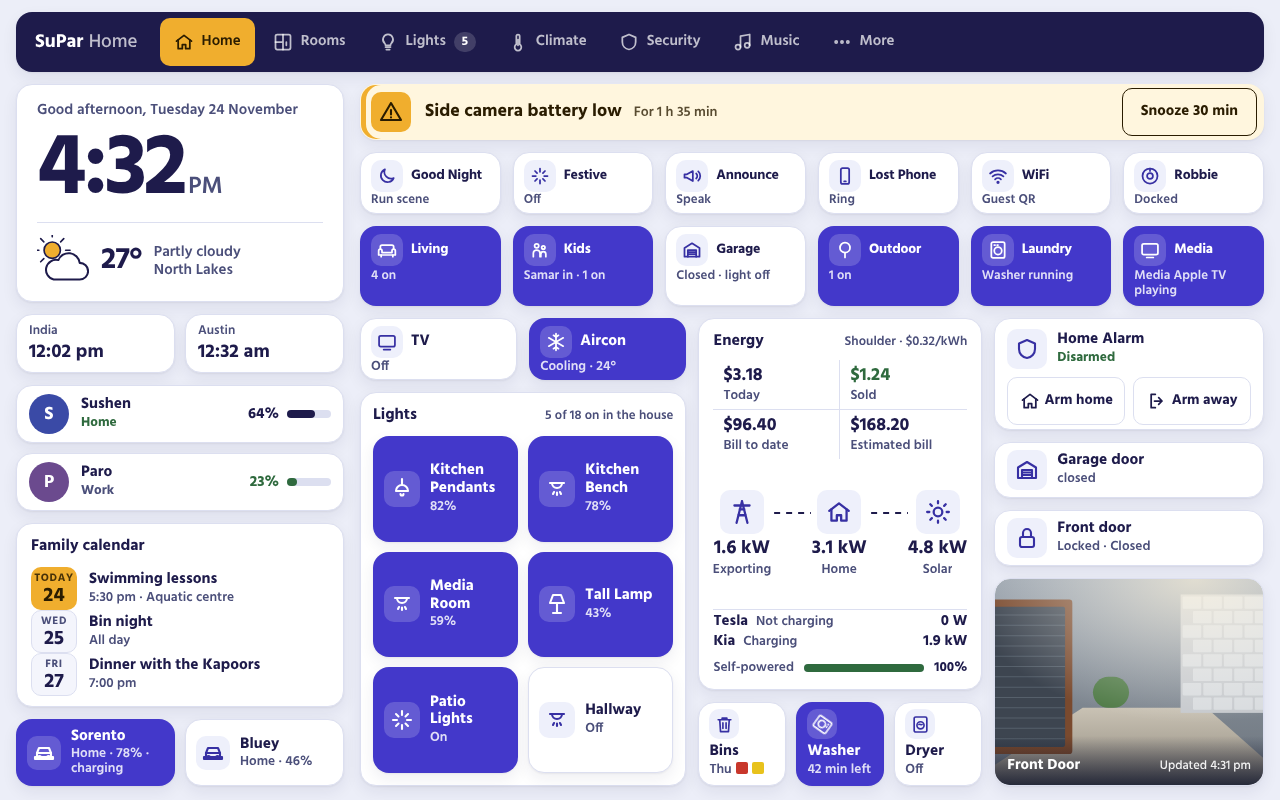 SuPar Home
Home
Rooms
Lights 5
Climate
Security
Music
More
Good afternoon, Tuesday 24 November
4:32 PM
27°
Partly cloudy
North Lakes
India
12:02 pm
Austin
12:32 am
S
Sushen
Home
64%
P
Paro
Work
23%
Family calendar
TODAY
24
Swimming lessons
5:30 pm · Aquatic centre
WED
25
Bin night
All day
FRI
27
Dinner with the Kapoors
7:00 pm
Sorento
Home · 78% ·
charging
Bluey
Home · 46%
Side camera battery low For 1 h 35 min
Snooze 30 min
Good Night
Run scene
Festive
Off
Announce
Speak
Lost Phone
Ring
WiFi
Guest QR
Robbie
Docked
Living
4 on
Kids
Samar in · 1 on
Garage
Closed · light off
Outdoor
1 on
Laundry
Washer running
Media
Media Apple TV
playing
TV
Off
Aircon
Cooling · 24°
Lights
5 of 18 on in the house
Kitchen
Pendants
82%
Kitchen
Bench
78%
Media
Room
59%
Tall Lamp
43%
Patio
Lights
On
Hallway
Off
Energy
Shoulder · $0.32/kWh
$3.18
Today
$1.24
Sold
$96.40
Bill to date
$168.20
Estimated bill
1.6 kW
Exporting
3.1 kW
Home
4.8 kW
Solar
Tesla Not charging 0 W
Kia Charging 1.9 kW
Self-powered 100%
Bins
Thu
Washer
42 min left
Dryer
Off
Home Alarm
Disarmed
Arm home
Arm away
Garage door
closed
Front door
Locked · Closed
Front Door
Updated 4:31 pm